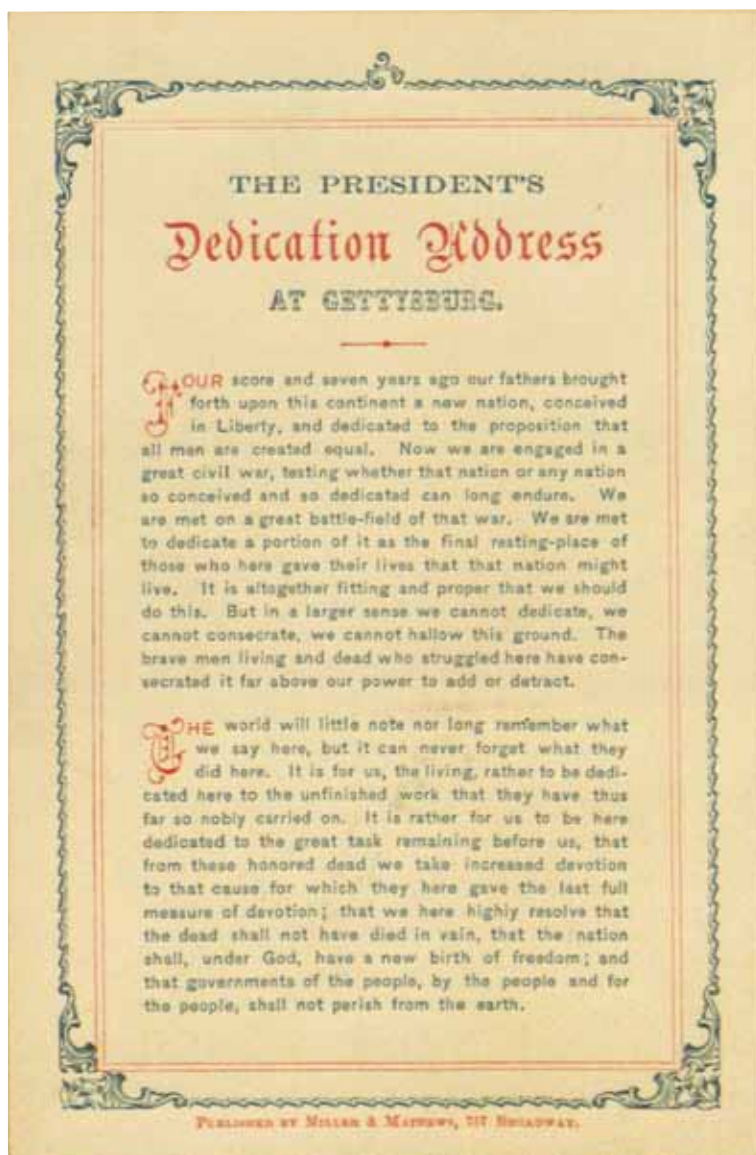 THE PRESIDENT'S
Dedication Address
AT GETTYSBURG.
FOUR score and seven years ago our fathers brought
forth upon this continent a new nation, conceived
in Liberty, and dedicated to the proposition that
all men are created equal. Now we are engaged in a
great civil war, testing whether that nation or any nation
so conceived and so dedicated can long endure. We
are met on a great battle-field of that war. We are met
to dedicate a portion of it as the final resting-place of
those who here gave their lives that that nation might
live. It is altogether fitting and proper that we should
do this. But in a larger sense we cannot dedicate, we
cannot consecrate, we cannot hallow this ground. The
brave men living and dead who struggled here have con-
secrated it far above our power to add or detract.
THE world will little note nor long remember what
we say here, but it can never forget what they
did here. It is for us, the living, rather to be dedi-
cated here to the unfinished work that they have thus
far so nobly carried on. It is rather for us to be here
dedicated to the great task remaining before us, that
from these honored dead we take increased devotion
to that cause for which they here gave the last full
measure of devotion; that we here highly resolve that
the dead shall not have died in vain, that the nation
shall, under God, have a new birth of freedom; and
that governments of the people, by the people and for
the people, shall not perish from the earth.
PUBLISHED BY MILLER & MATHEWS, 757 BROADWAY.